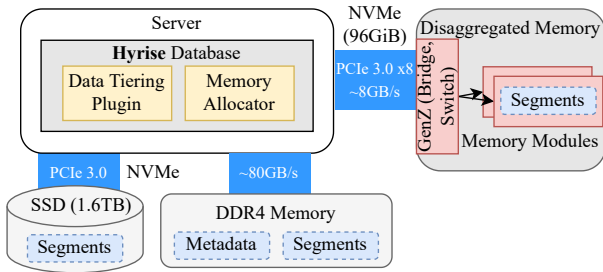 Server
Hyrise Database
Data Tiering
Plugin
Memory
Allocator
NVMe
(96GiB)
PCIe 3.0 x8
~8GB/s
Disaggregated Memory
GenZ (Bridge,
Switch)
Segments
Memory Modules
PCIe 3.0
NVMe
~80GB/s
SSD (1.6TB)
Segments
DDR4 Memory
Metadata
Segments